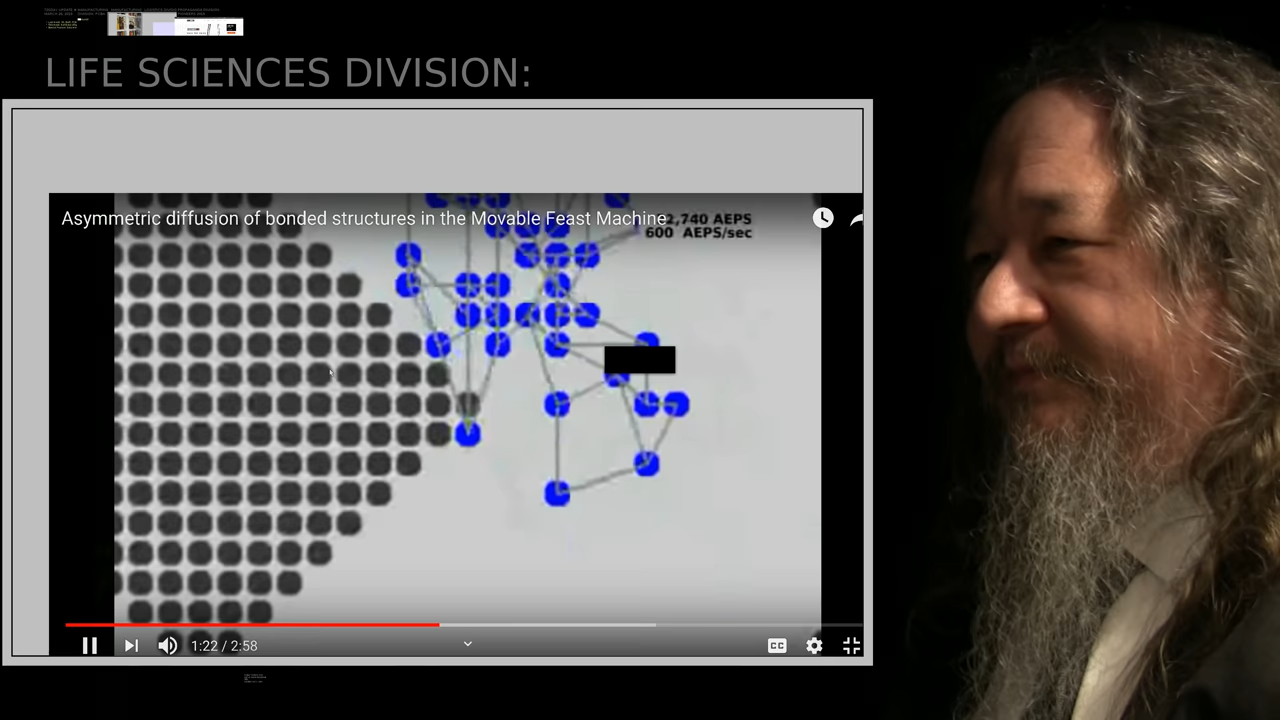 LIFE SCIENCES DIVISION:
Asymmetric diffusion of bonded structures in the Movable Feast Machine
2,740 AEPS
600 AEPS/sec
1:22 / 2:58
CC